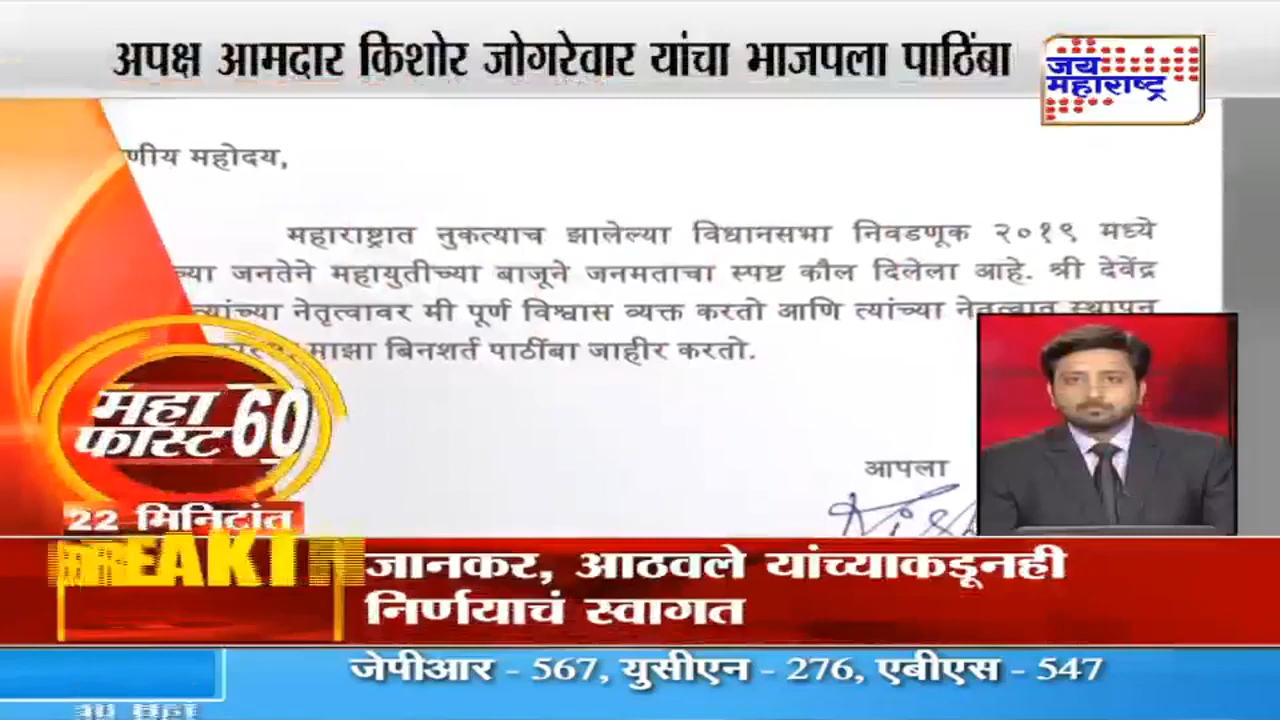 अपक्ष आमदार किशोर जोगरेवार यांचा भाजपला पाठिंबा
जय
महाराष्ट्र
णीय महोदय,
महाराष्ट्रात नुकत्याच झालेल्या विधानसभा निवडणूक २०१९ मध्ये
च्या जनतेने महायुतीच्या बाजूने जनमताचा स्पष्ट कौल दिलेला आहे. श्री देवेंद्र
त्यांच्या नेतृत्वावर मी पूर्ण विश्वास व्यक्त करतो आणि त्यांच्या नेतृत्वात स्थापन
माझा बिनशर्त पाठींबा जाहीर करतो.
आपला
महा
फास्ट 60
22 मिनिटांत
जानकर, आठवले यांच्याकडूनही
निर्णयाचं स्वागत
जेपीआर - 567, युसीएन - 276, एबीएस - 547